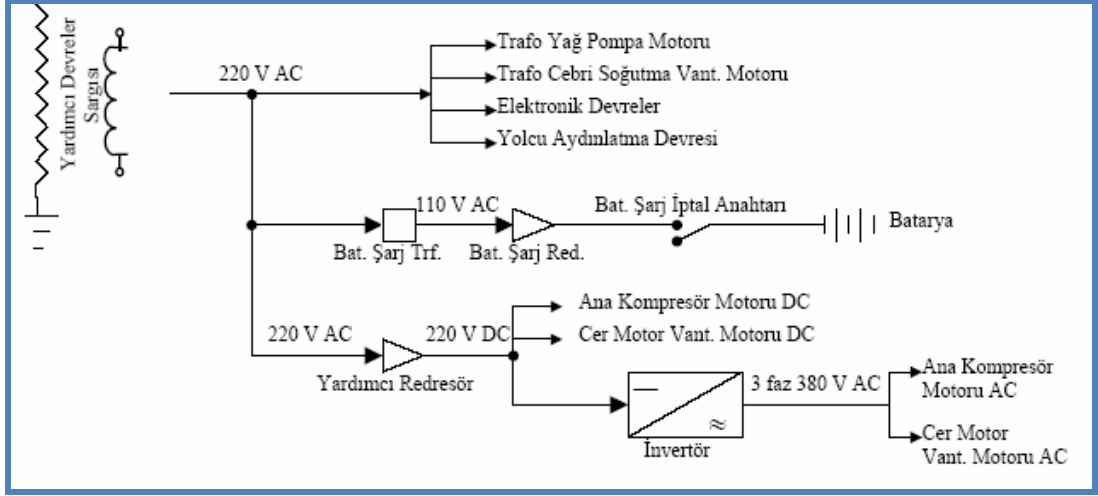 Yardımcı Devreler
Sargısı
220 V AC
Trafo Yağ Pompa Motoru
Trafo Cebri Soğutma Vant. Motoru
Elektronik Devreler
Yolcu Aydınlatma Devresi
110 V AC
Bat. Şarj İptal Anahtarı
Batarya
Bat. Şarj Trf.
Bat. Şarj Red.
Ana Kompresör Motoru DC
220 V AC
220 V DC
Cer Motor Vant. Motoru DC
Yardımcı Redresör
3 faz 380 V AC
Ana Kompresör
Motoru AC
≈
İnvertör
Cer Motor
Vant. Motoru AC